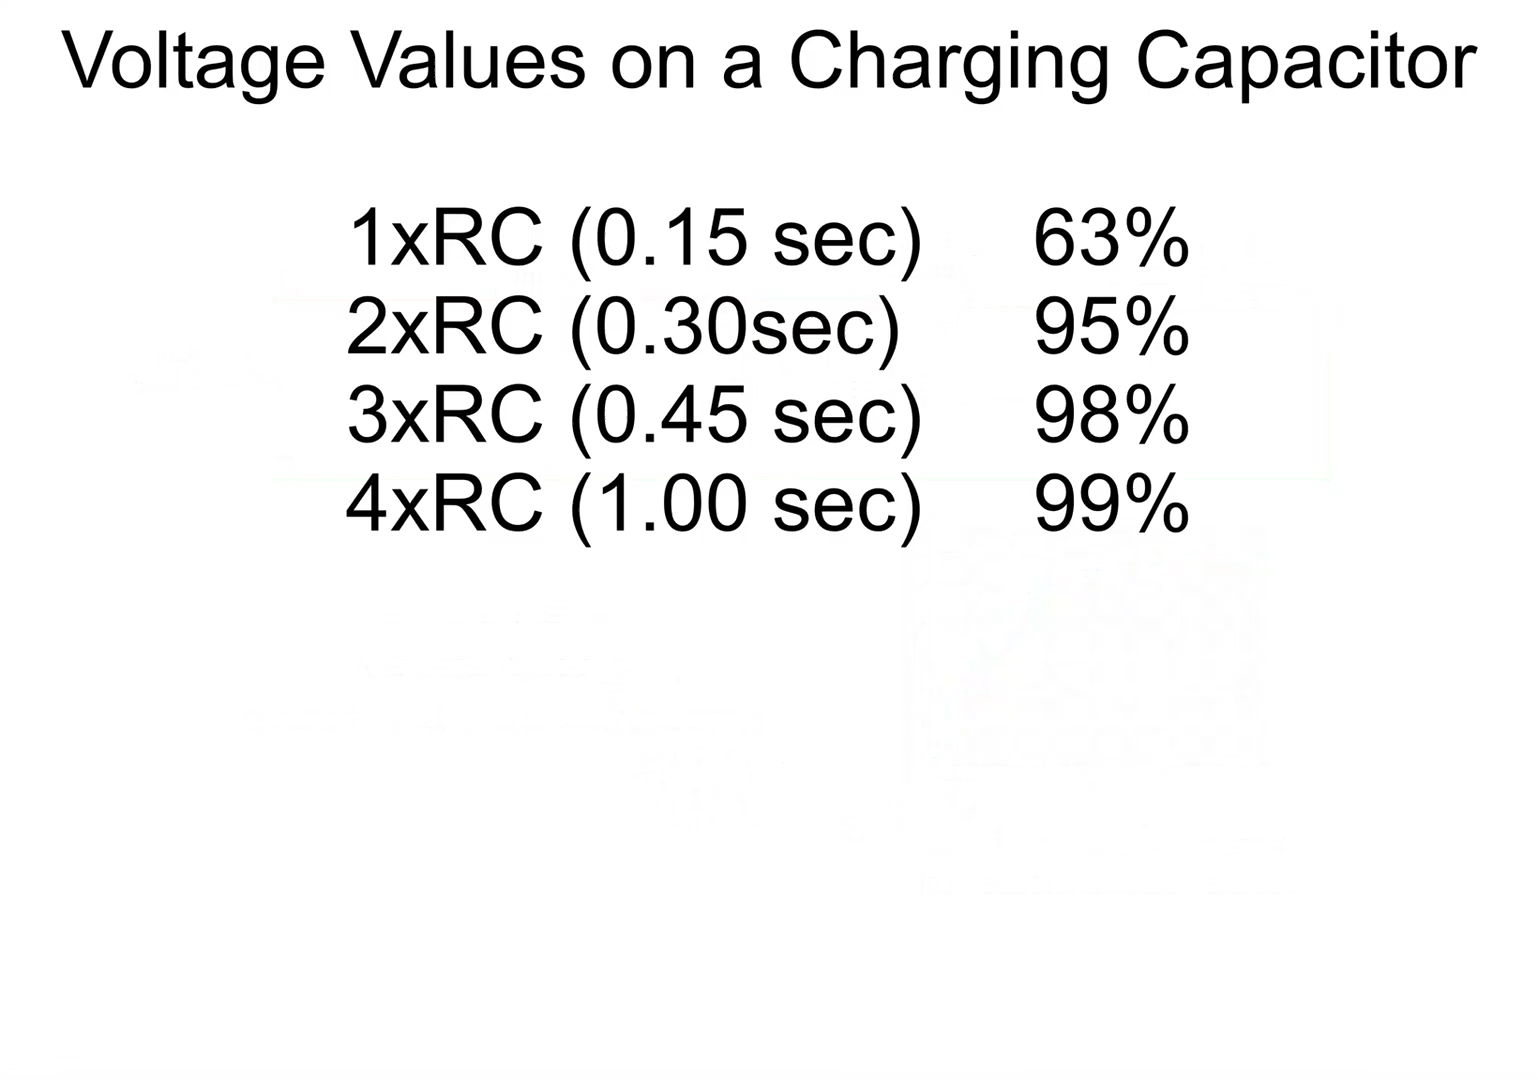 Voltage Values on a Charging Capacitor
1xRC (0.15 sec) 63%
2xRC (0.30sec) 95%
3xRC (0.45 sec) 98%
4xRC (1.00 sec) 99%